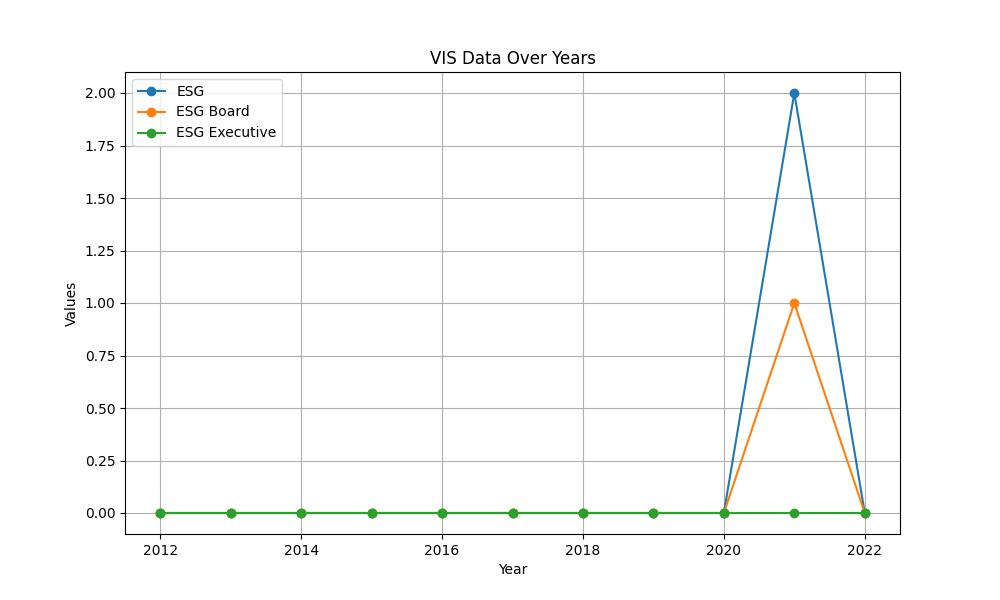 VIS Data Over Years
ESG
ESG Board
ESG Executive
2.00
1.75
1.50
1.25
1.00
0.75
0.50
0.25
0.00
Values
2012 2014 2016 2018 2020 2022
Year